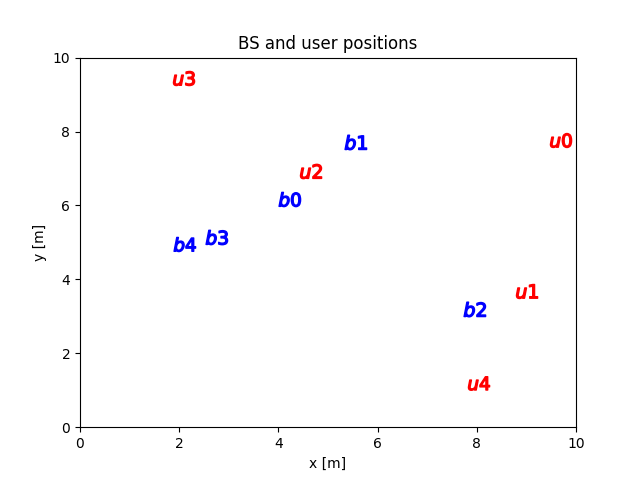 BS and user positions
10
u3
8
b1
u0
u2
6
b0
b3
b4
y [m]
4
u1
b2
2
u4
0
0 2 4 6 8 10
x [m]